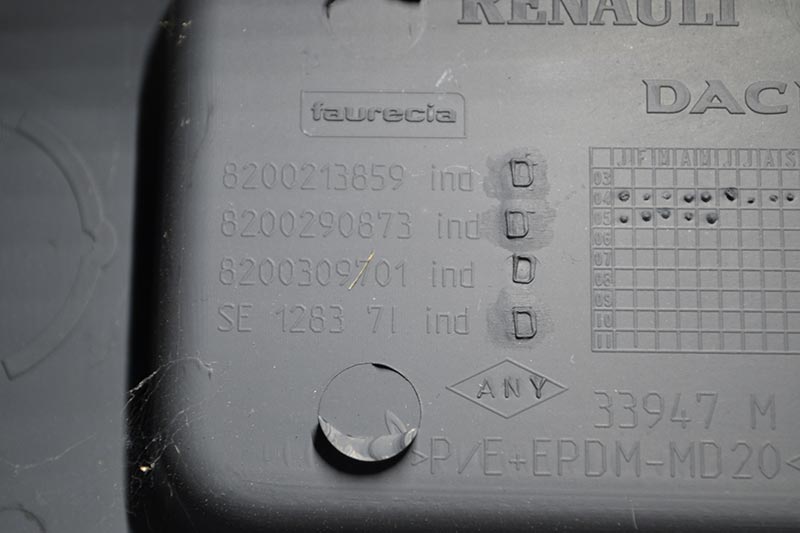 RENAULT
faurecia
DAC
8200213859 ind D
8200290873 ind D
8200309701 ind D
SE 1283 71 ind D
J F M A M J J A S
03
04
05
06
07
08
09
10
11
ANY
33947 M
>P/E+EPDM-MD20<